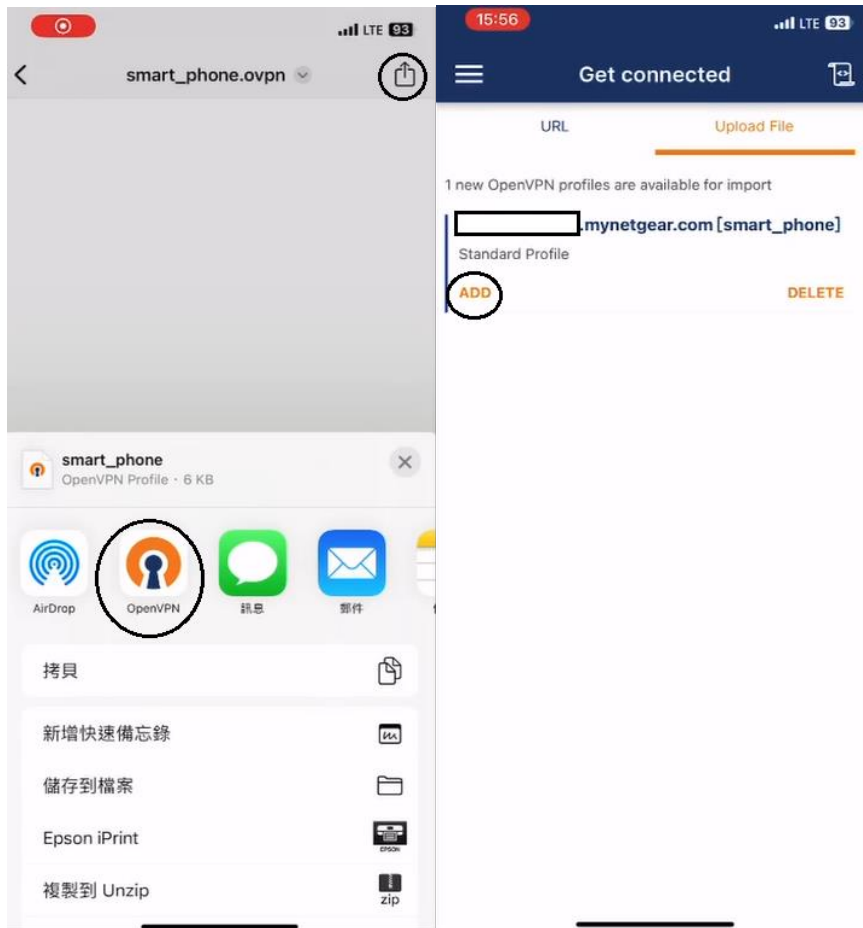 LTE 93
smart_phone.ovpn
smart_phone
OpenVPN Profile · 6 KB
AirDrop
OpenVPN
訊息
郵件
拷貝
新增快速備忘錄
儲存到檔案
Epson iPrint
EPSON
複製到 Unzip
zip
15:56
LTE 93
Get connected
URL
Upload File
1 new OpenVPN profiles are available for import
.mynetgear.com [smart_phone]
Standard Profile
ADD
DELETE